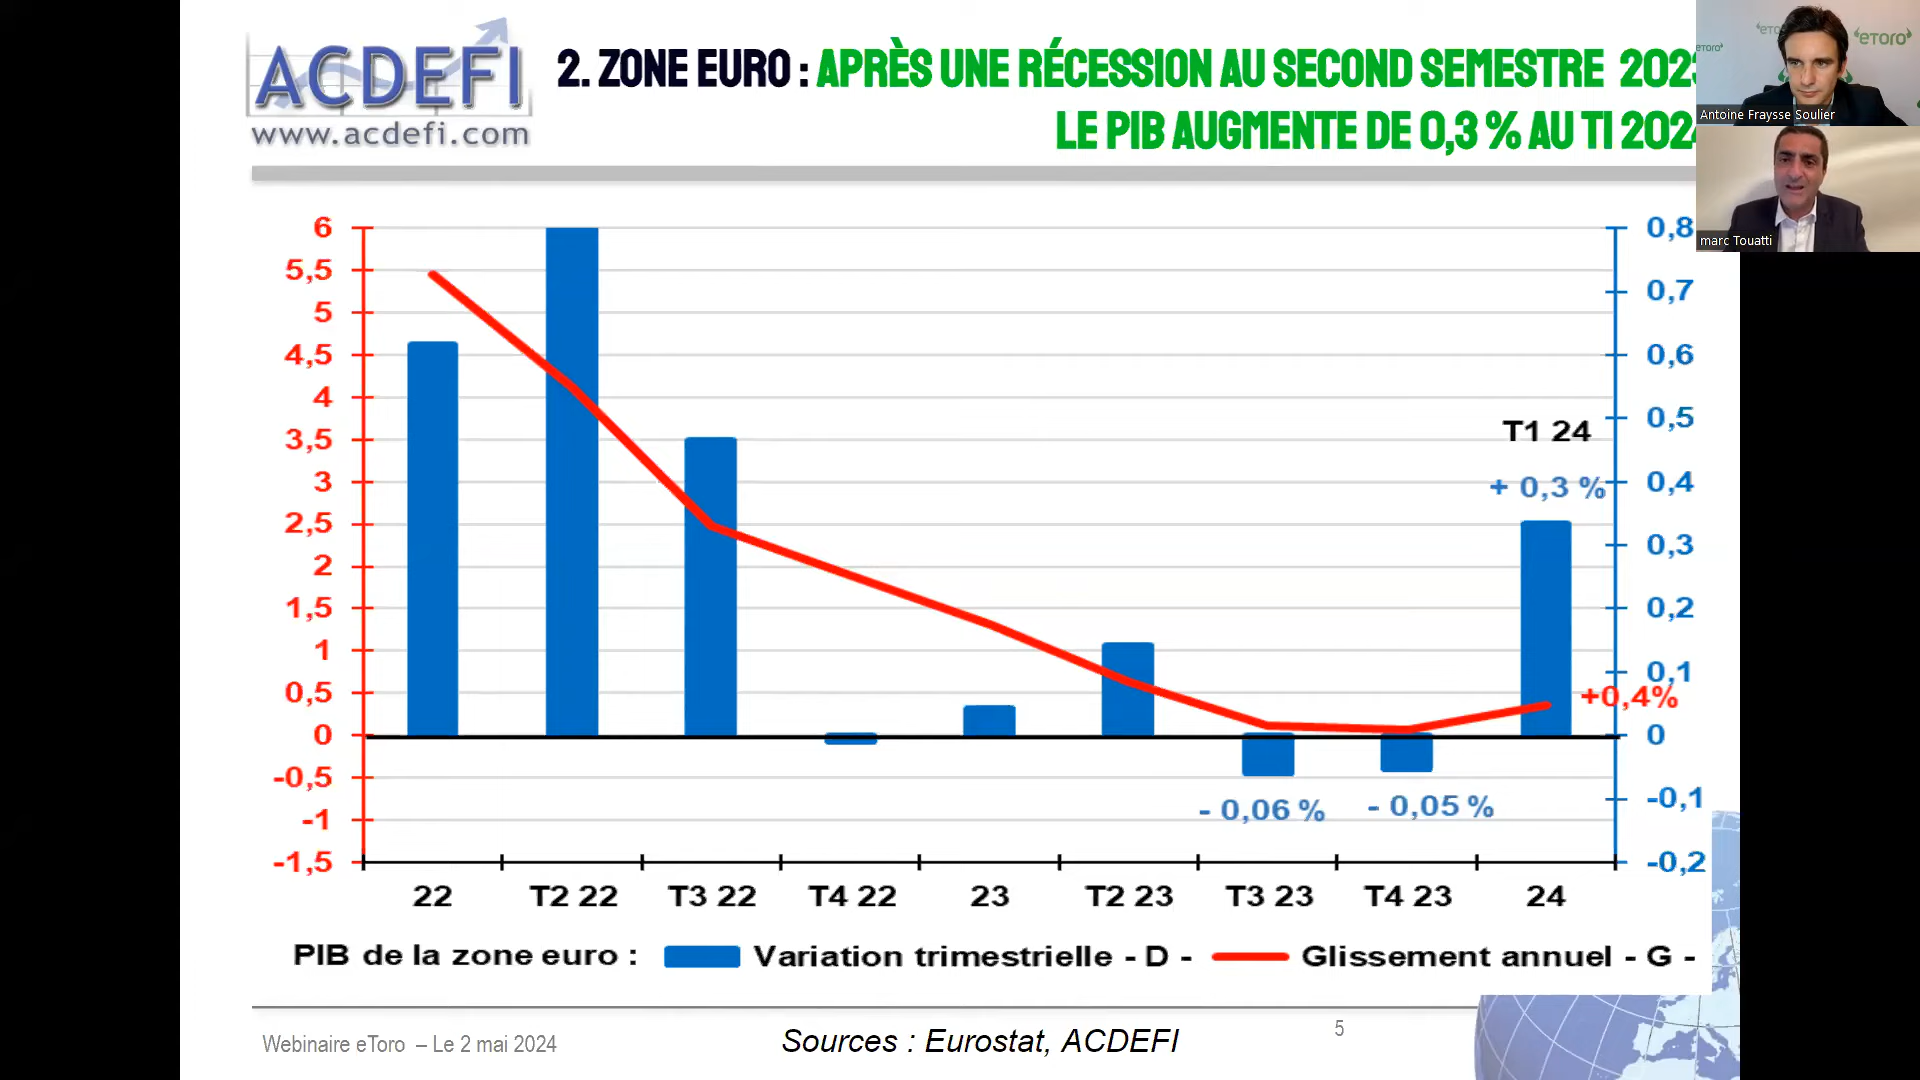 ACDEFI
www.acdefi.com
2. ZONE EURO : APRÈS UNE RÉCESSION AU SECOND SEMESTRE 2023
LE PIB AUGMENTE DE 0,3 % AU T1 2024
eTORO
Antoine Fraysse Soulier
marc Touatti
6
5,5
5
4,5
4
3,5
3
2,5
2
1,5
1
0,5
0
-0,5
-1
-1,5
0,8
0,7
0,6
0,5
0,4
0,3
0,2
0,1
0
-0,1
-0,2
T1 24
+ 0,3 %
+0,4%
- 0,06 %
- 0,05 %
22 T2 22 T3 22 T4 22 23 T2 23 T3 23 T4 23 24
PIB de la zone euro : Variation trimestrielle - D - Glissement annuel - G -
Webinaire eToro – Le 2 mai 2024
Sources : Eurostat, ACDEFI
5